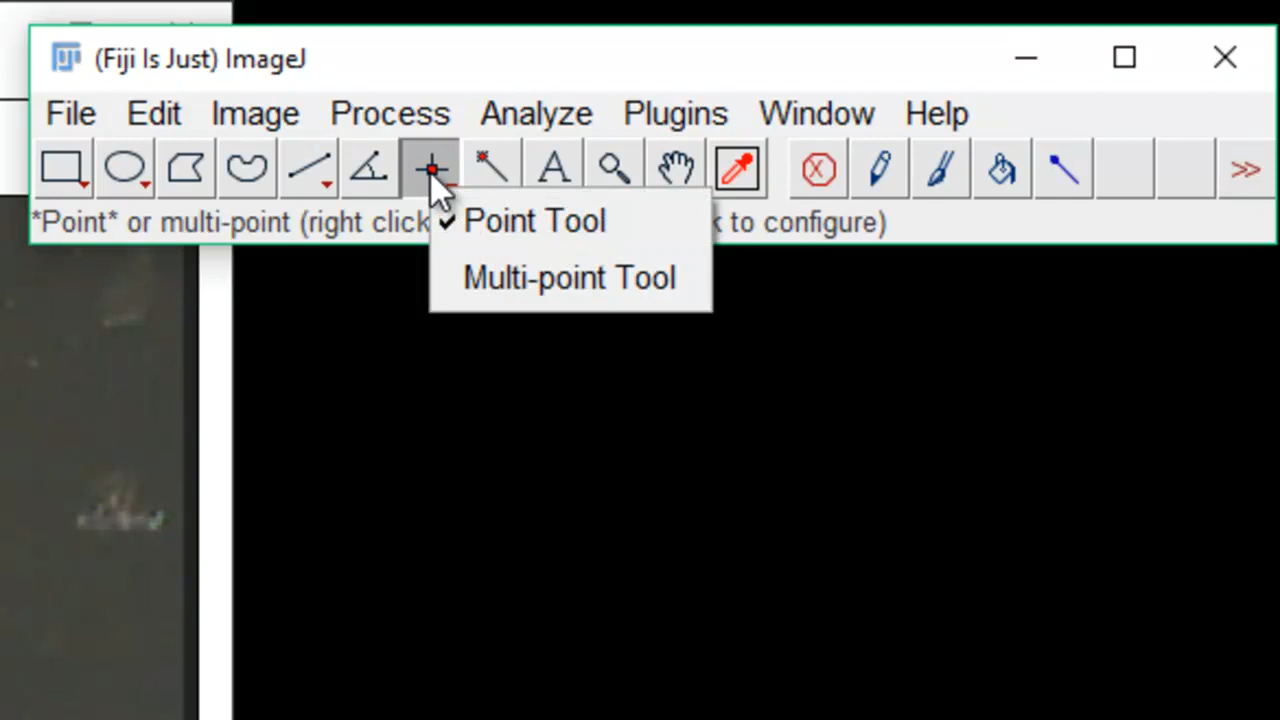 (Fiji Is Just) ImageJ
File Edit Image Process Analyze Plugins Window Help
A
*Point* or multi-point (right click k to configure)
Point Tool
Multi-point Tool